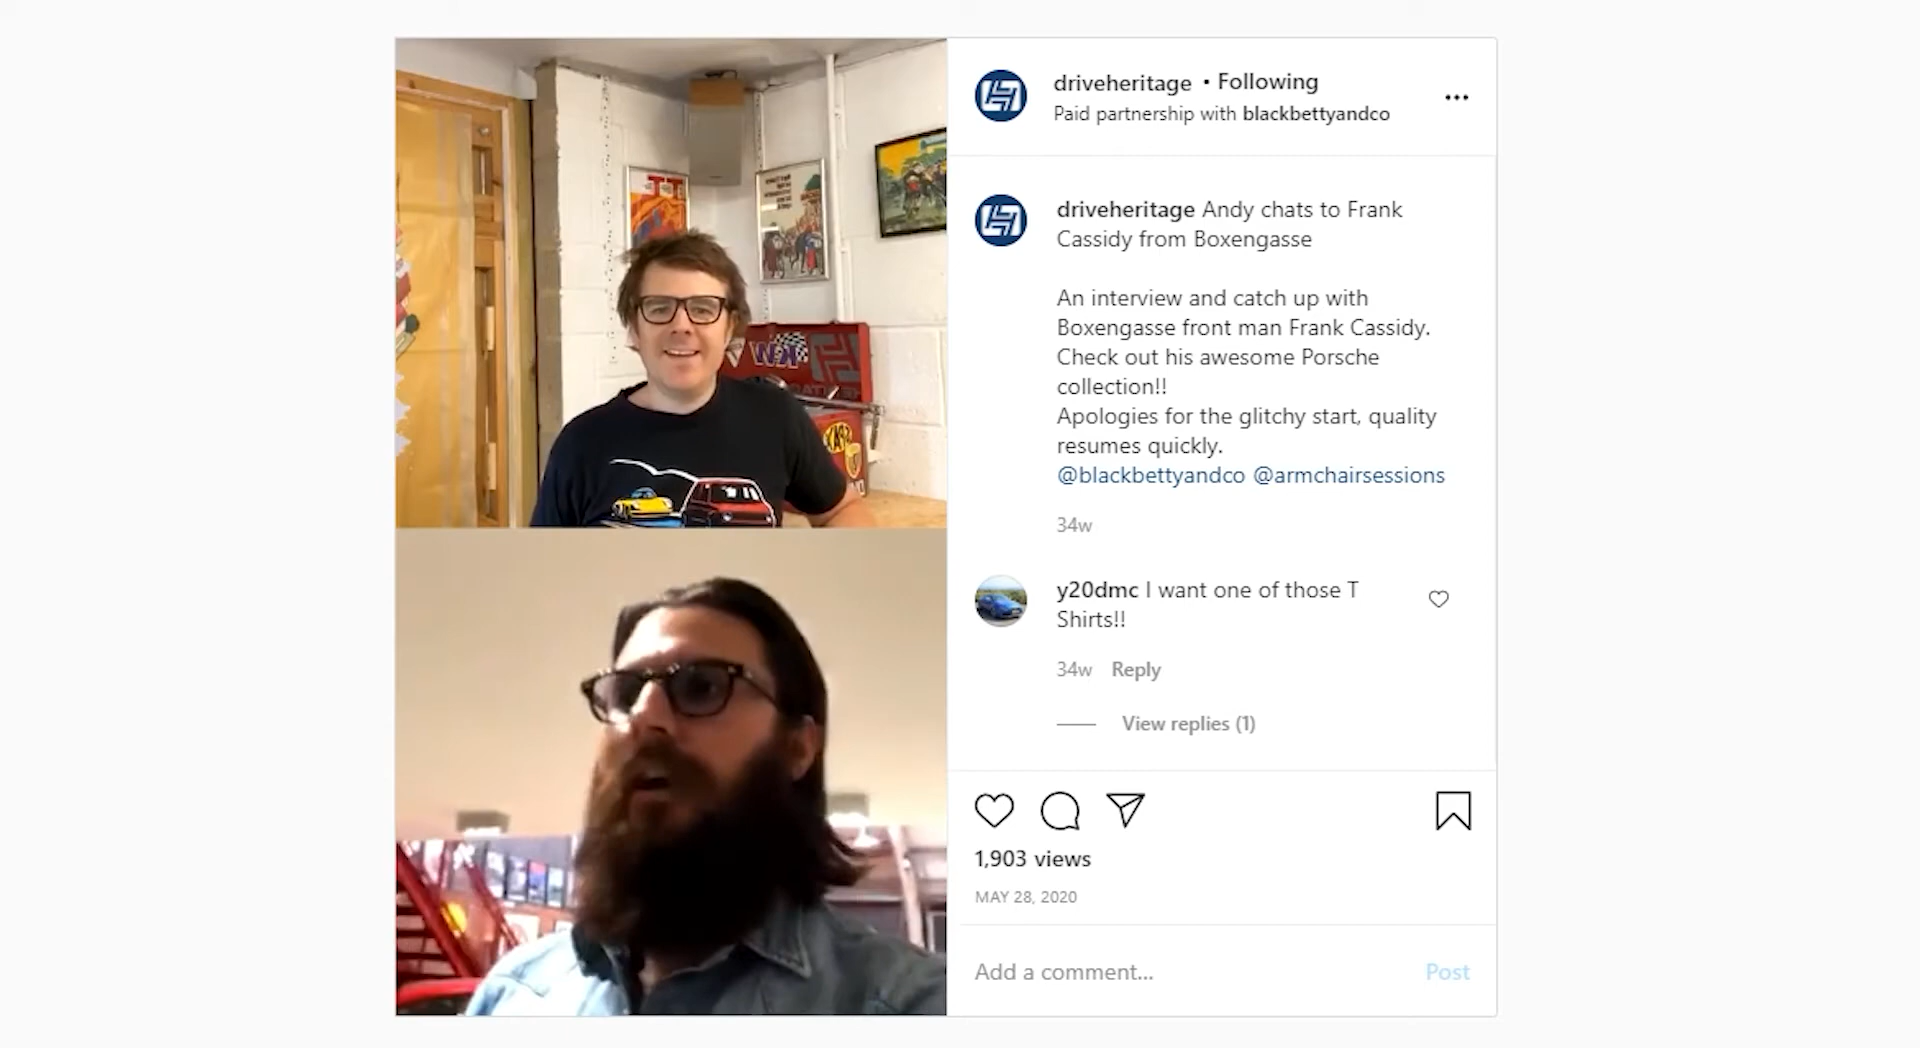 driveheritage • Following
Paid partnership with blackbettyandco
driveheritage Andy chats to Frank
Cassidy from Boxengasse
An interview and catch up with
Boxengasse front man Frank Cassidy.
Check out his awesome Porsche
collection!!
Apologies for the glitchy start, quality
resumes quickly.
@blackbettyandco @armchairsessions
34w
y20dmc I want one of those T
Shirts!!
34w Reply
View replies (1)
1,903 views
MAY 28, 2020
Add a comment...
Post